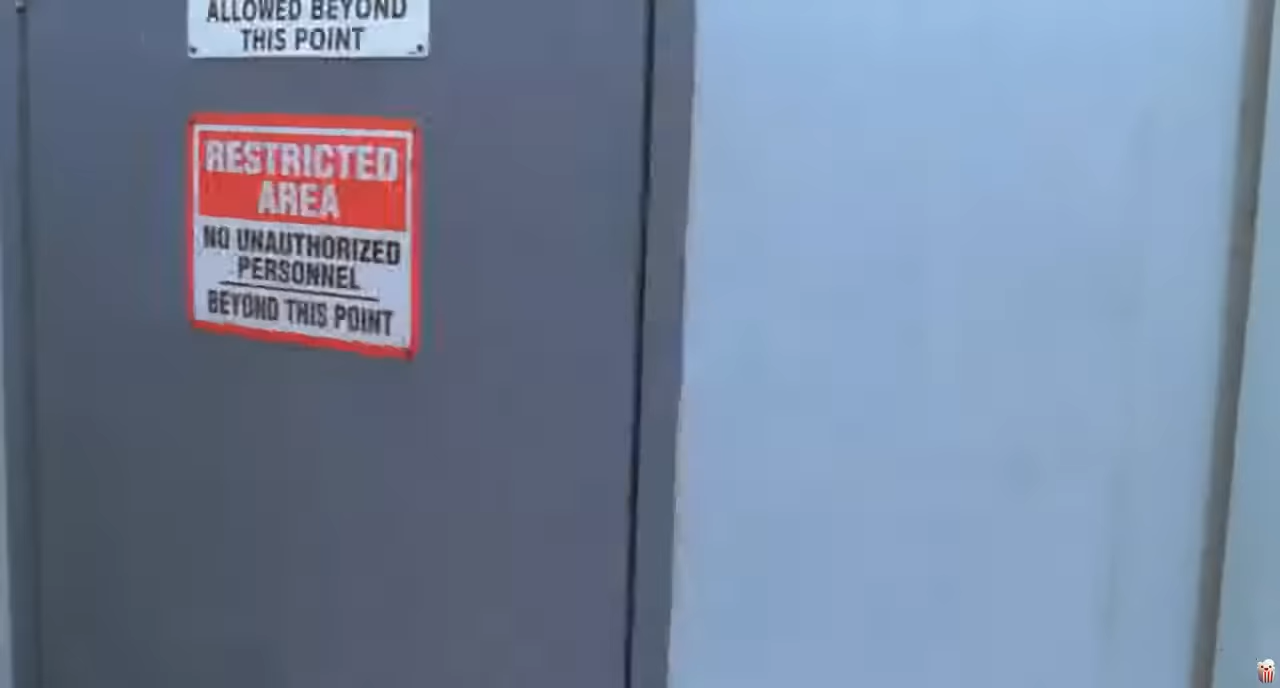 ALLOWED BEYOND
THIS POINT
RESTRICTED
AREA
NO UNAUTHORIZED
PERSONNEL
BEYOND THIS POINT